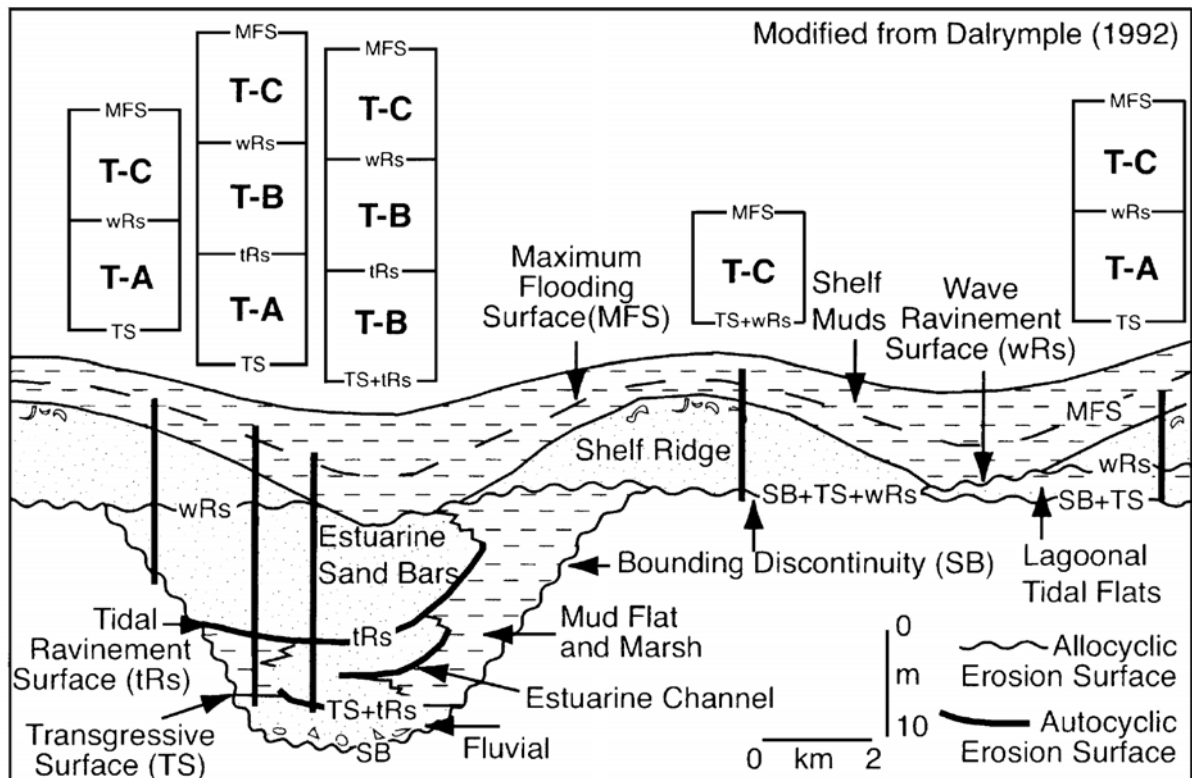 Modified from Dalrymple (1992)
MFS
T-C
wRs
T-A
TS
MFS
T-C
wRs
T-B
tRs
T-A
TS
MFS
T-C
wRs
T-B
tRs
T-B
TS+tRs
MFS
T-C
TS+wRs
MFS
T-C
wRs
T-A
TS
Maximum
Flooding
Surface(MFS)
Shelf
Muds
Wave
Ravinement
Surface (wRs)
MFS
wRs
SB+TS
Shelf Ridge
SB+TS+wRs
wRs
Estuarine
Sand Bars
Bounding Discontinuity (SB)
Lagoonal
Tidal Flats
Tidal
Ravinement
Surface (tRs)
tRs
Mud Flat
and Marsh
Estuarine Channel
TS+tRs
Transgressive
Surface (TS)
SB
Fluvial
0
m
10
0 km 2
Allocyclic
Erosion Surface
Autocyclic
Erosion Surface